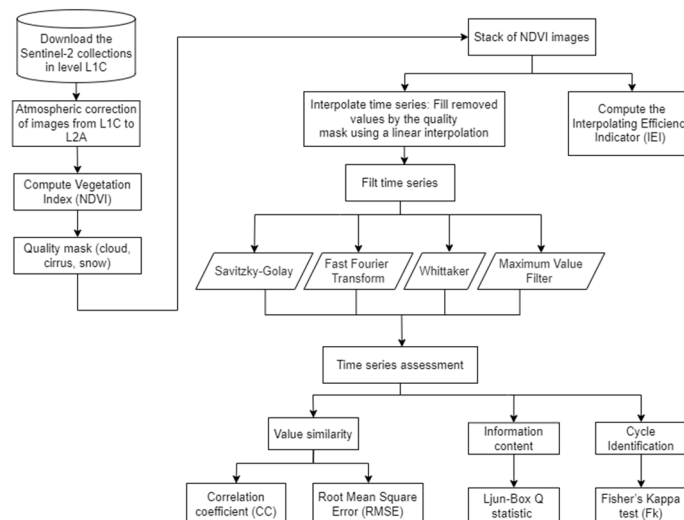 Download the
Sentinel-2 collections
in level L1C
Atmospheric correction
of images from L1C to
L2A
Compute Vegetation
Index (NDVI)
Quality mask (cloud,
cirrus, snow)
Stack of NDVI images
Interpolate time series: Fill removed
values by the quality
mask using a linear interpolation
Compute the
Interpolating Efficiency
Indicator (IEI)
Filt time series
Savitzky-Golay
Fast Fourier
Transform
Whittaker
Maximum Value
Filter
Time series assessment
Value similarity
Information
content
Cycle
Identification
Correlation
coefficient (CC)
Root Mean Square
Error (RMSE)
Ljun-Box Q
statistic
Fisher's Kappa
test (Fk)